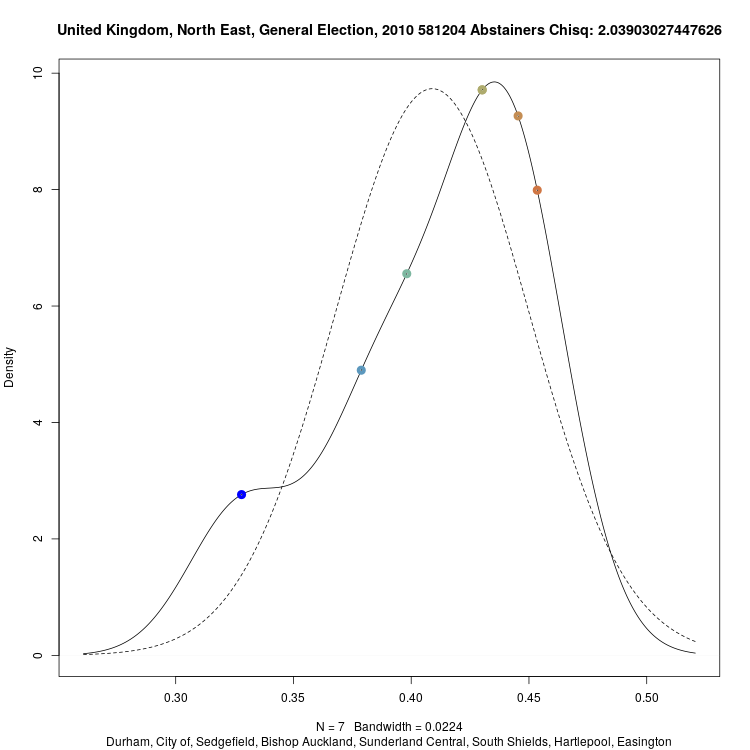 United Kingdom, North East, General Election, 2010 581204 Abstainers Chisq: 2.03903027447626
10
8
6
4
2
0
Density
0.30 0.35 0.40 0.45 0.50
N = 7 Bandwidth = 0.0224
Durham, City of, Sedgefield, Bishop Auckland, Sunderland Central, South Shields, Hartlepool, Easington